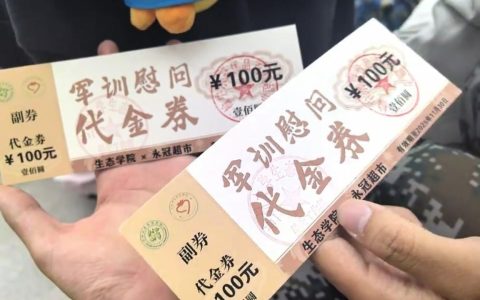 副券
代金券
￥100元
壹佰圆
军训慰问
代金券
￥100元
壹佰圆
生态学院 × 永冠超市
副券
代金券
￥100元
壹佰圆
军训慰问
代金券
￥100元
壹佰圆
生态学院 × 永冠超市